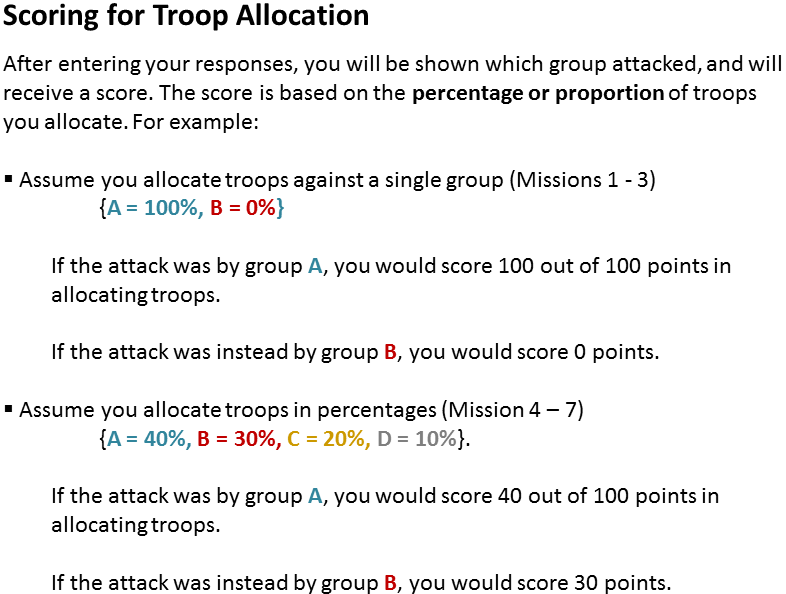 Scoring for Troop Allocation
After entering your responses, you will be shown which group attacked, and will
receive a score. The score is based on the percentage or proportion of troops
you allocate. For example:
▪ Assume you allocate troops against a single group (Missions 1 - 3)
{A = 100%, B = 0%}
If the attack was by group A, you would score 100 out of 100 points in
allocating troops.
If the attack was instead by group B, you would score 0 points.
▪ Assume you allocate troops in percentages (Mission 4 – 7)
{A = 40%, B = 30%, C = 20%, D = 10%}.
If the attack was by group A, you would score 40 out of 100 points in
allocating troops.
If the attack was instead by group B, you would score 30 points.